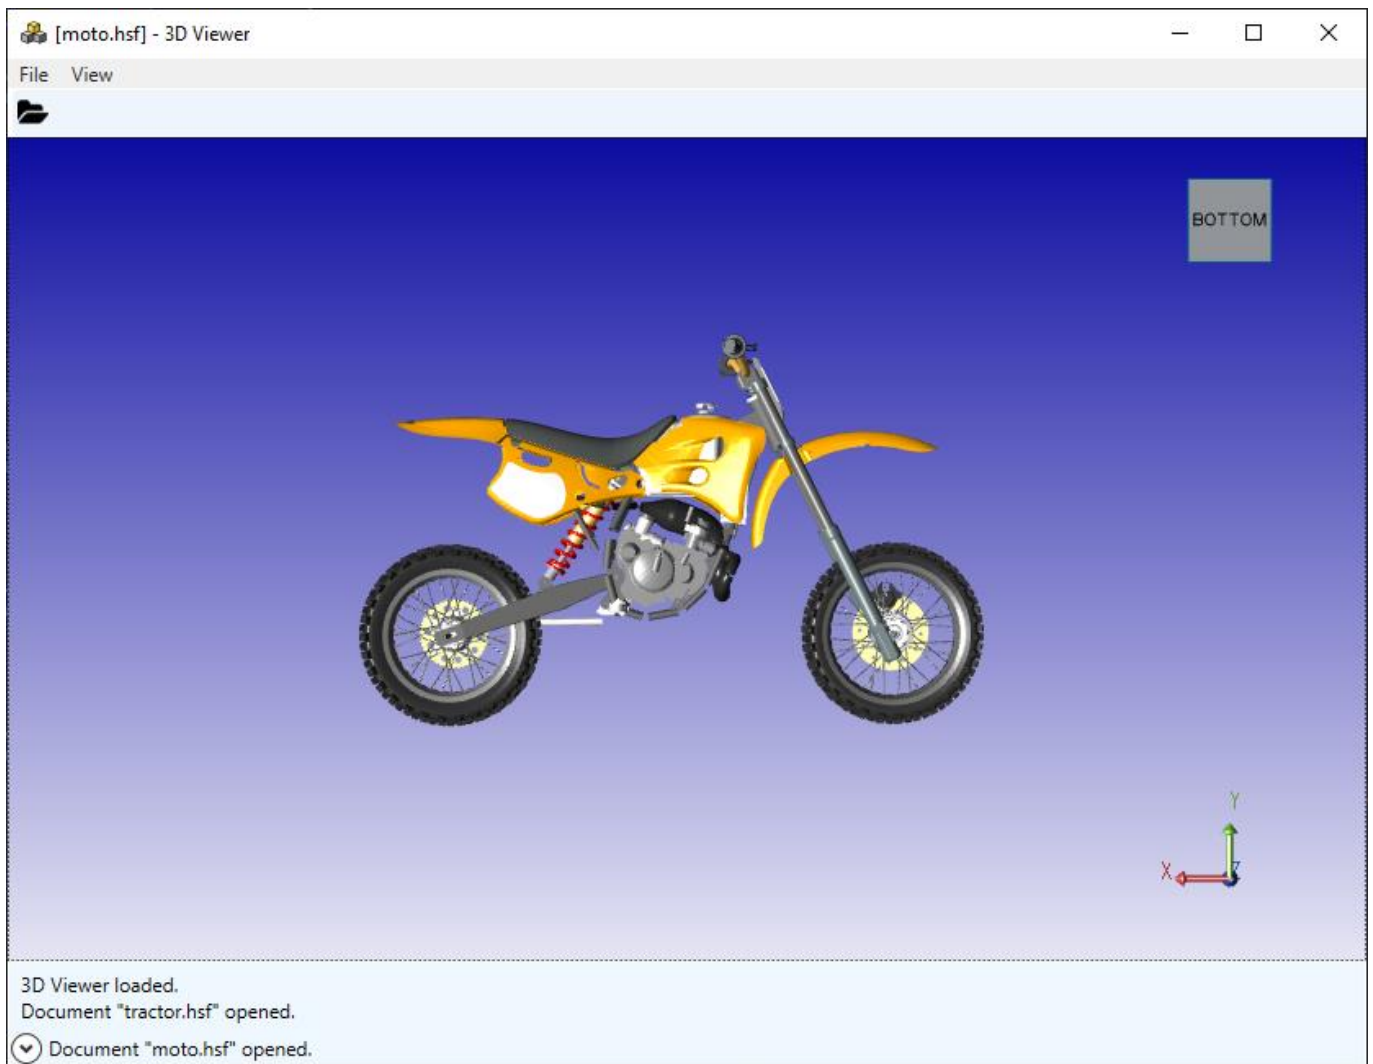 [moto.hsf] - 3D Viewer
File View
BOTTOM
Y
X Z
3D Viewer loaded.
Document "tractor.hsf" opened.
Document "moto.hsf" opened.